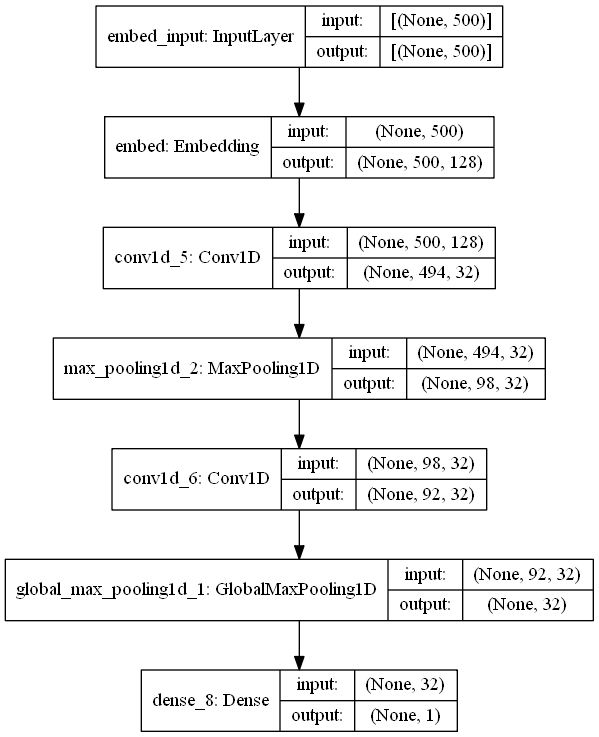 embed_input: InputLayer input: [(None, 500)]
output: [(None, 500)]
embed: Embedding input: (None, 500)
output: (None, 500, 128)
conv1d_5: Conv1D input: (None, 500, 128)
output: (None, 494, 32)
max_pooling1d_2: MaxPooling1D input: (None, 494, 32)
output: (None, 98, 32)
conv1d_6: Conv1D input: (None, 98, 32)
output: (None, 92, 32)
global_max_pooling1d_1: GlobalMaxPooling1D input: (None, 92, 32)
output: (None, 32)
dense_8: Dense input: (None, 32)
output: (None, 1)